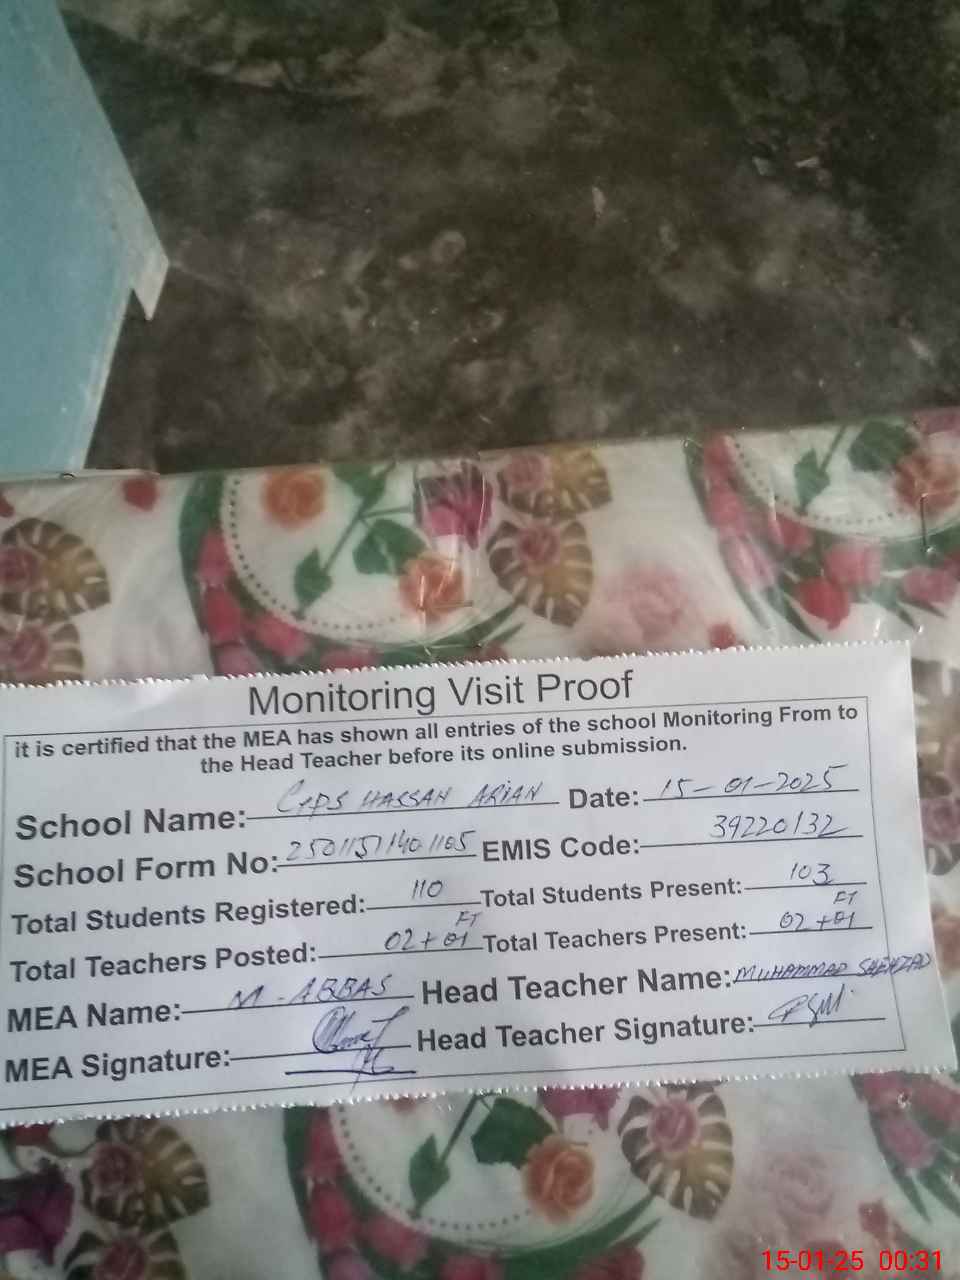 Monitoring Visit Proof
it is certified that the MEA has shown all entries of the school Monitoring From to
the Head Teacher before its online submission.
School Name: GPS HASSAN ARIAN Date: 15-01-2025
School Form No: 2501151401105 EMIS Code: 39220132
Total Students Registered: 110 Total Students Present: 103
Total Teachers Posted: 02+01 FT Total Teachers Present: 02+01 FT
MEA Name: M-ABBAS Head Teacher Name: MUHAMMAD SHEHZAD
MEA Signature: Head Teacher Signature:
15-01-25 00:31